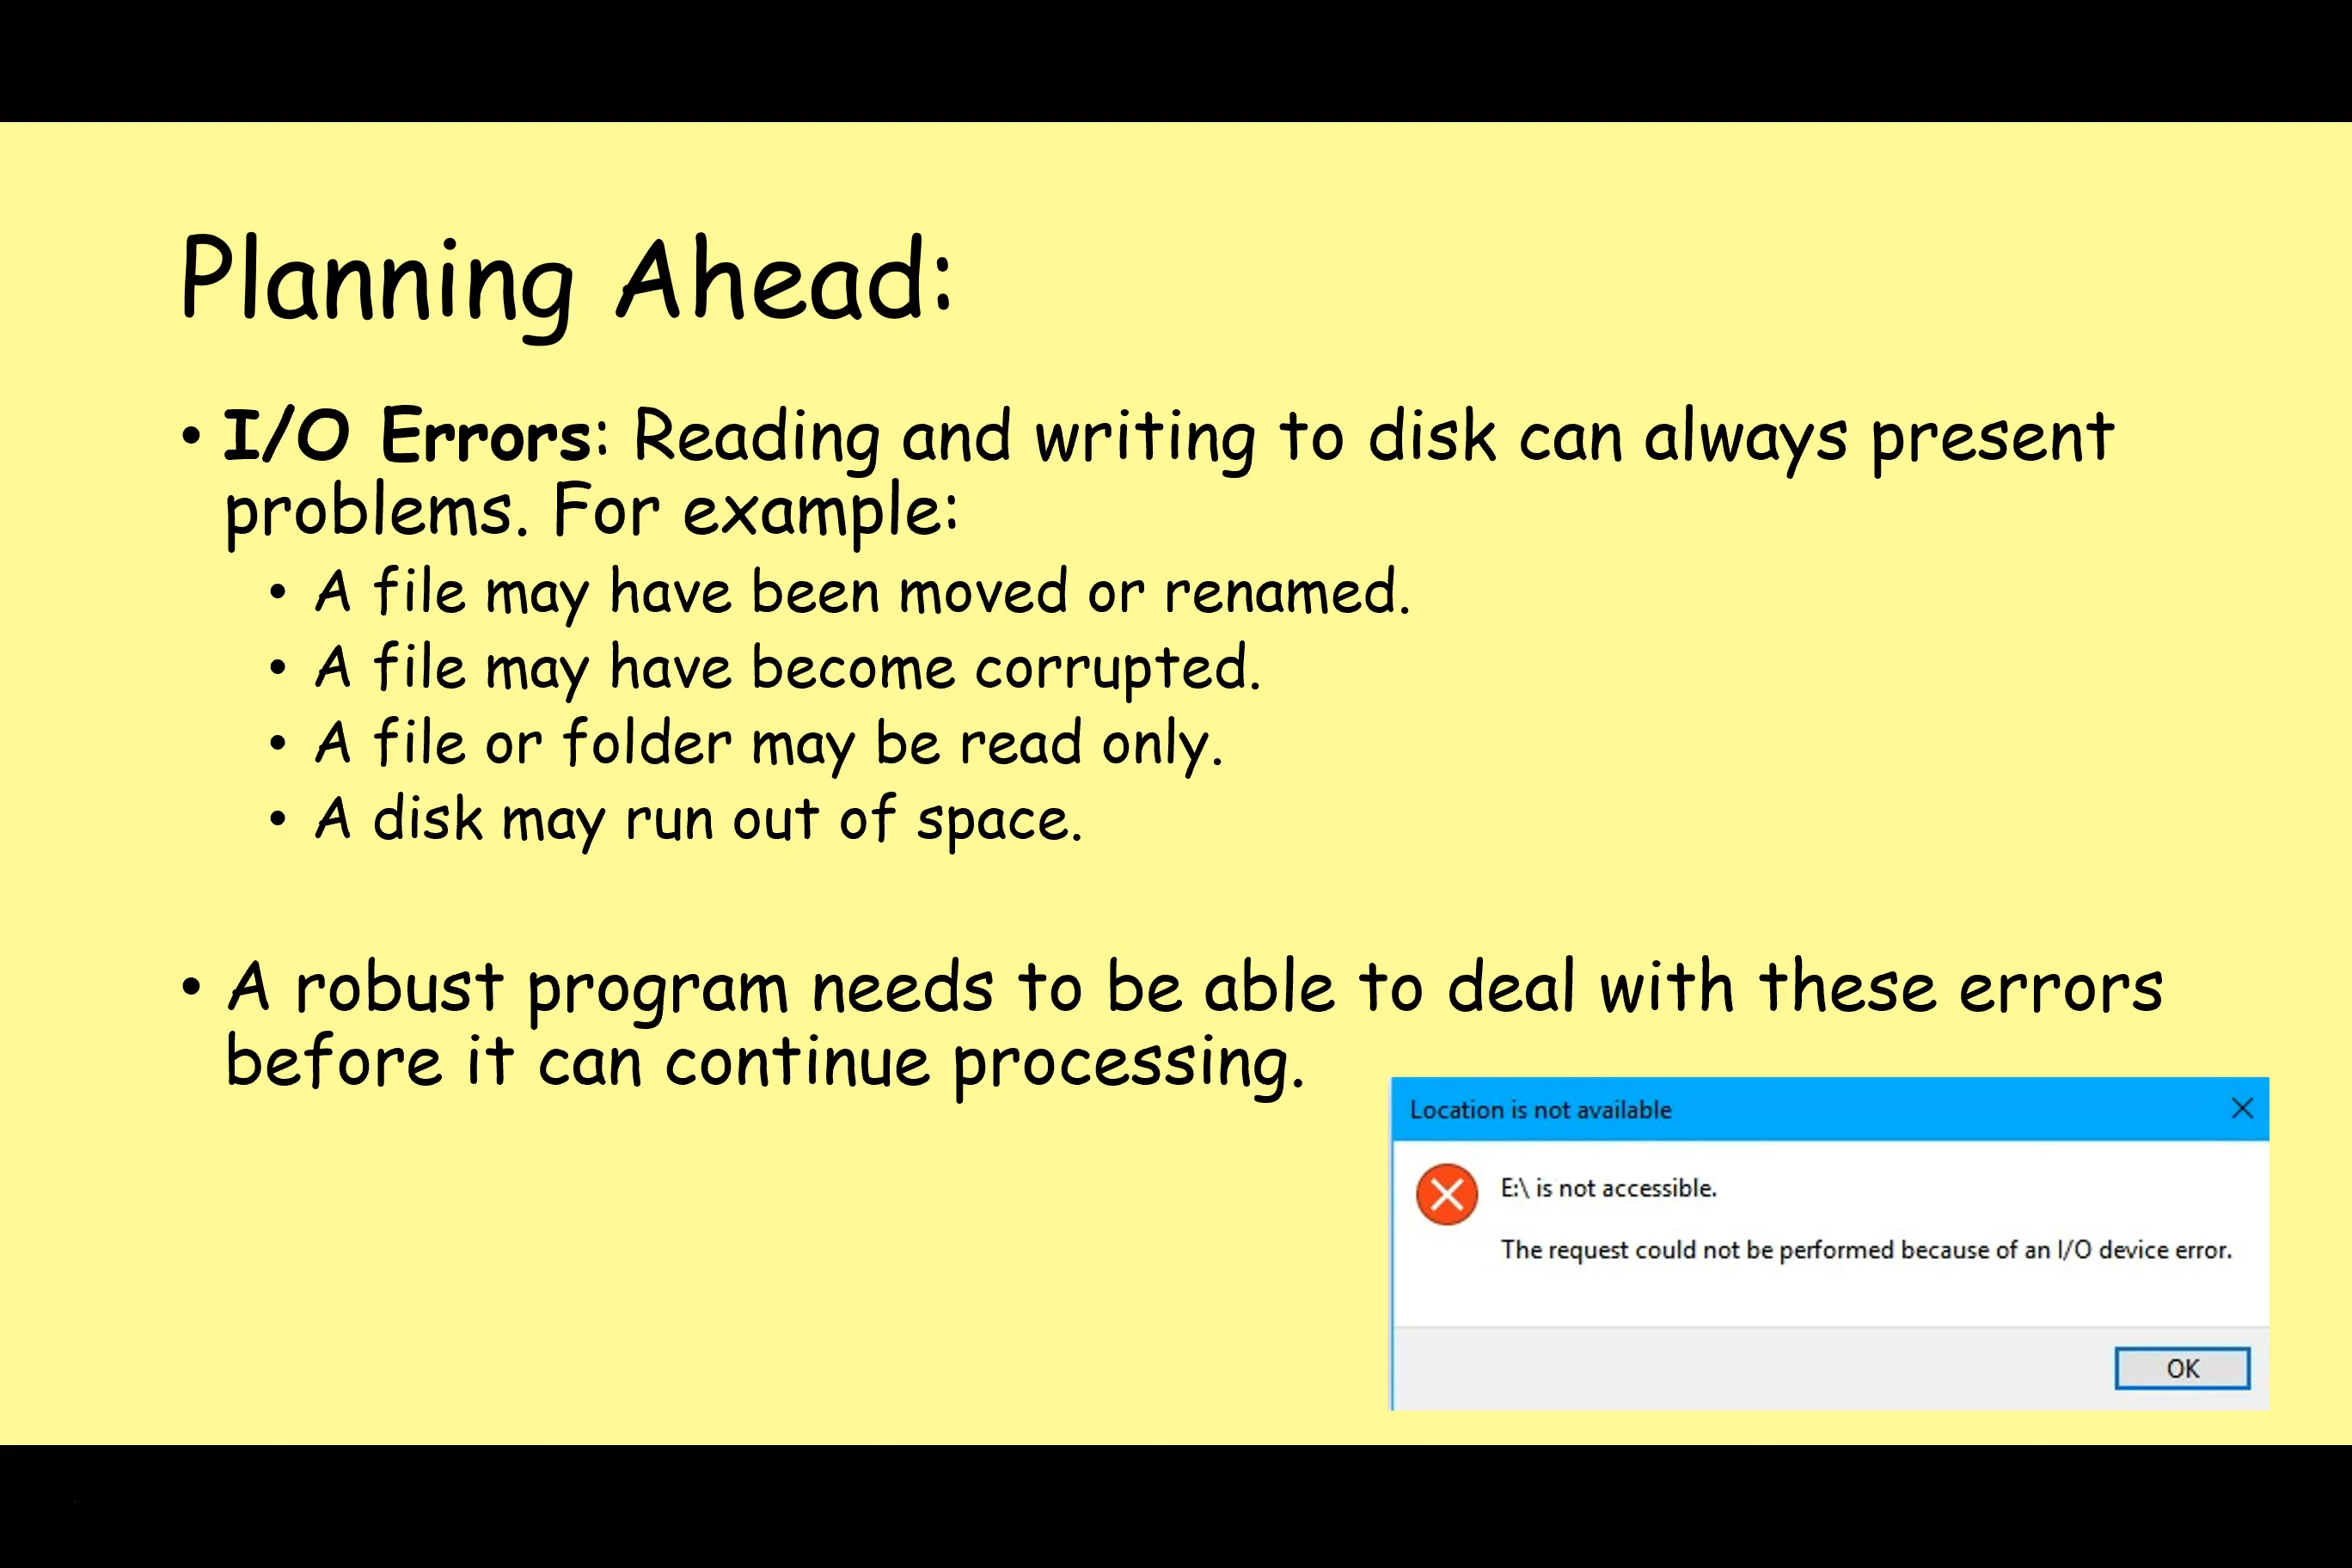 Planning Ahead:
• I/O Errors: Reading and writing to disk can always present
problems. For example:
• A file may have been moved or renamed.
• A file may have become corrupted.
• A file or folder may be read only.
• A disk may run out of space.
• A robust program needs to be able to deal with these errors
before it can continue processing.
Location is not available
E:\ is not accessible.
The request could not be performed because of an I/O device error.
OK